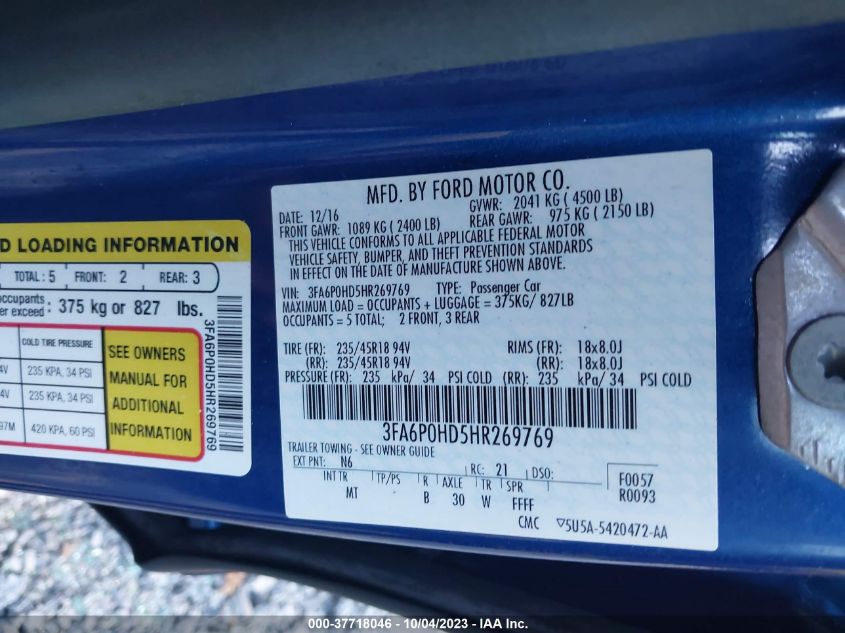 D LOADING INFORMATION
TOTAL: 5 FRONT: 2 REAR: 3
occupants
er exceed: 375 kg or 827 lbs.
COLD TIRE PRESSURE
4V 235 KPA, 34 PSI
4V 235 KPA, 34 PSI
97M 420 KPA, 60 PSI
SEE OWNERS
MANUAL FOR
ADDITIONAL
INFORMATION
3FA6P0HD5HR269769
MFD. BY FORD MOTOR CO.
DATE: 12/16 GVWR: 2041 KG ( 4500 LB)
FRONT GAWR: 1089 KG ( 2400 LB) REAR GAWR: 975 KG ( 2150 LB)
THIS VEHICLE CONFORMS TO ALL APPLICABLE FEDERAL MOTOR
VEHICLE SAFETY, BUMPER, AND THEFT PREVENTION STANDARDS
IN EFFECT ON THE DATE OF MANUFACTURE SHOWN ABOVE.
VIN: 3FA6P0HD5HR269769 TYPE: Passenger Car
MAXIMUM LOAD = OCCUPANTS + LUGGAGE = 375KG/ 827LB
OCCUPANTS = 5 TOTAL; 2 FRONT, 3 REAR
TIRE (FR): 235/45R18 94V RIMS (FR): 18x8.0J
(RR): 235/45R18 94V (RR): 18x8.0J
PRESSURE (FR): 235 kPa/ 34 PSI COLD (RR): 235 kPa/ 34 PSI COLD
3FA6P0HD5HR269769
TRAILER TOWING - SEE OWNER GUIDE
EXT PNT: N6 RC: 21 DSO: F0057
INT TR TP/PS R AXLE TR SPR R0093
MT B 30 W FFFF
CMC ▽5U5A-5420472-AA
000-37718046 - 10/04/2023 - IAA Inc.